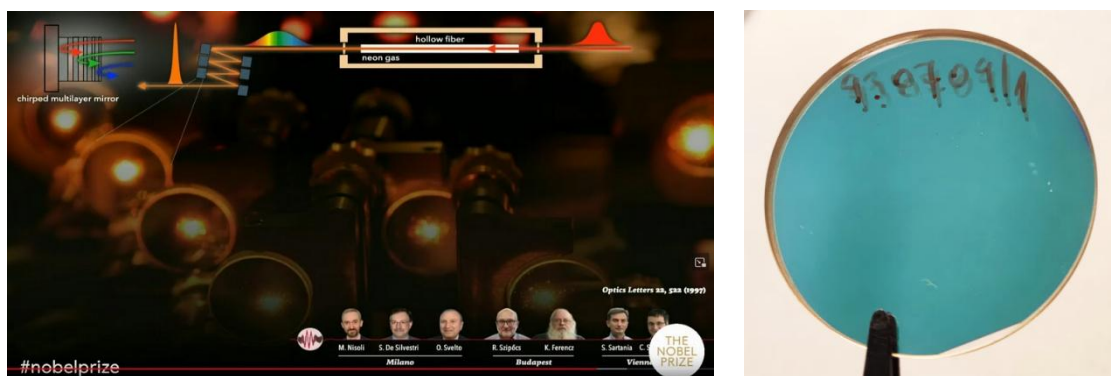 hollow fiber
neon gas
chirped multilayer mirror
Optics Letters 22, 522 (1997)
M. Nisoli
S. De Silvestri
O. Svelto
R. Szipőcs
K. Ferencz
S. Sartania
Milano
Budapest
THE
NOBEL
PRIZE
#nobelprize